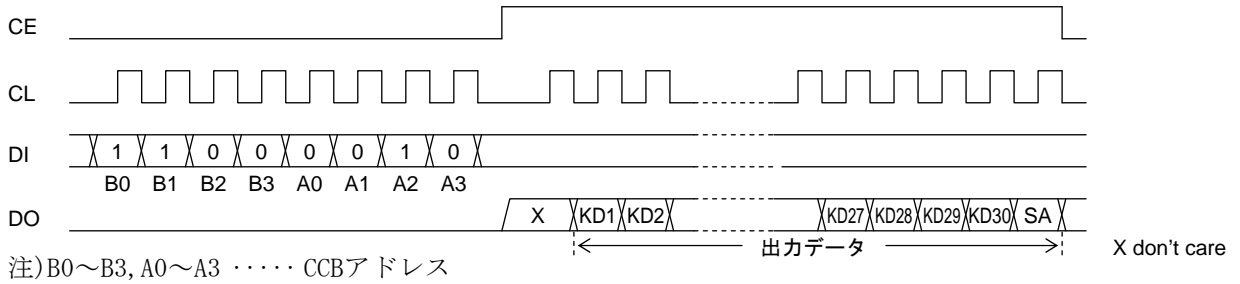 CE
CL
DI 1 1 0 0 0 0 1 0
B0 B1 B2 B3 A0 A1 A2 A3
DO X KD1 KD2 KD27 KD28 KD29 KD30 SA
出力データ X don't care
注)B0～B3,A0～A3 ‥‥‥ CCBアドレス